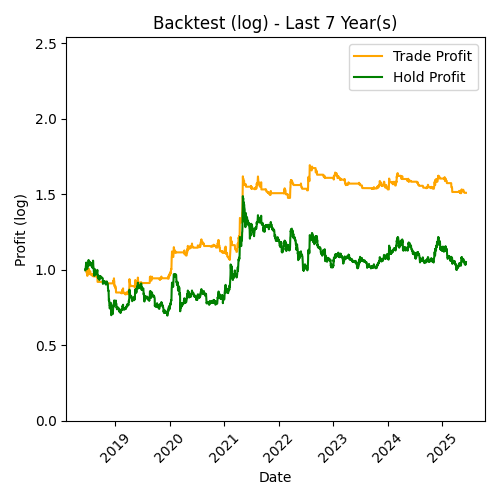 Backtest (log) - Last 7 Year(s)
Trade Profit
Hold Profit
Profit (log)
2.5
2.0
1.5
1.0
0.5
0.0
2019
2020
2021
2022
2023
2024
2025
Date